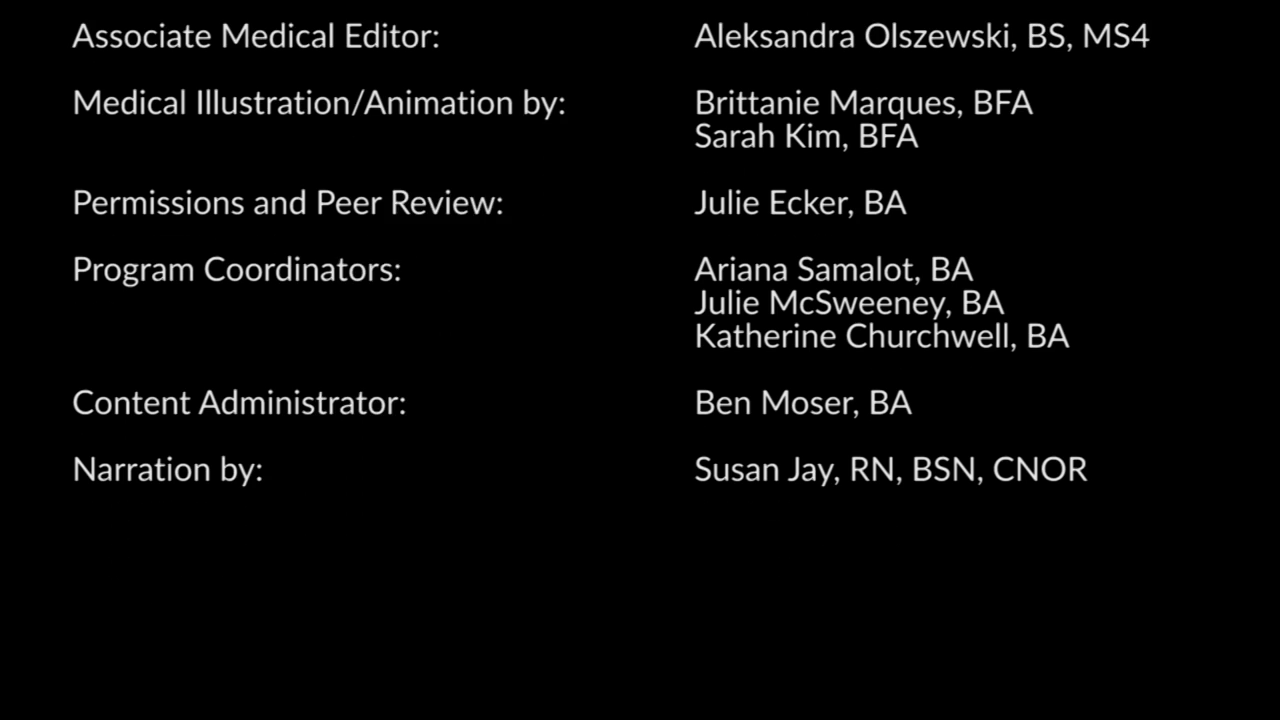 Associate Medical Editor: Aleksandra Olszewski, BS, MS4
Medical Illustration/Animation by: Brittanie Marques, BFA
Sarah Kim, BFA
Permissions and Peer Review: Julie Ecker, BA
Program Coordinators: Ariana Samalot, BA
Julie McSweeney, BA
Katherine Churchwell, BA
Content Administrator: Ben Moser, BA
Narration by: Susan Jay, RN, BSN, CNOR